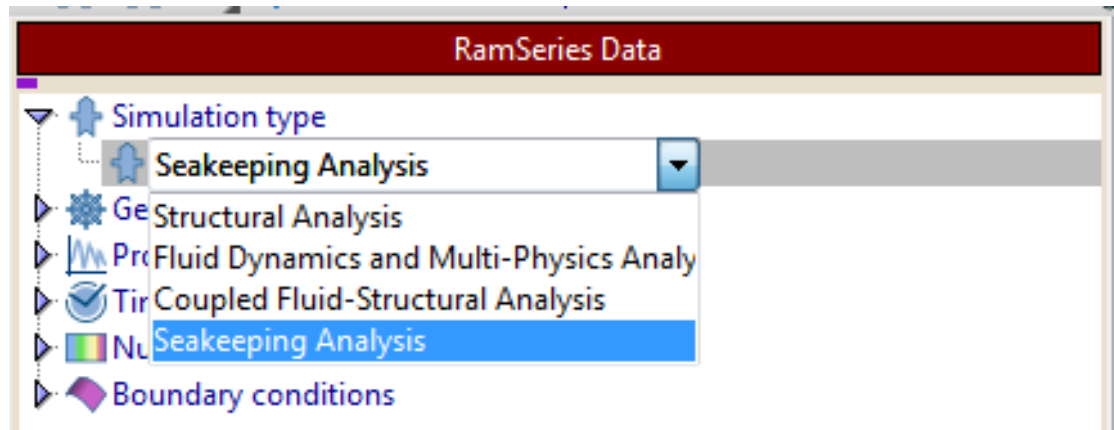 RamSeries Data
Simulation type
Seakeeping Analysis
Ge
Structural Analysis
Pro
Fluid Dynamics and Multi-Physics Analy
Tir
Coupled Fluid-Structural Analysis
Nu
Seakeeping Analysis
Boundary conditions